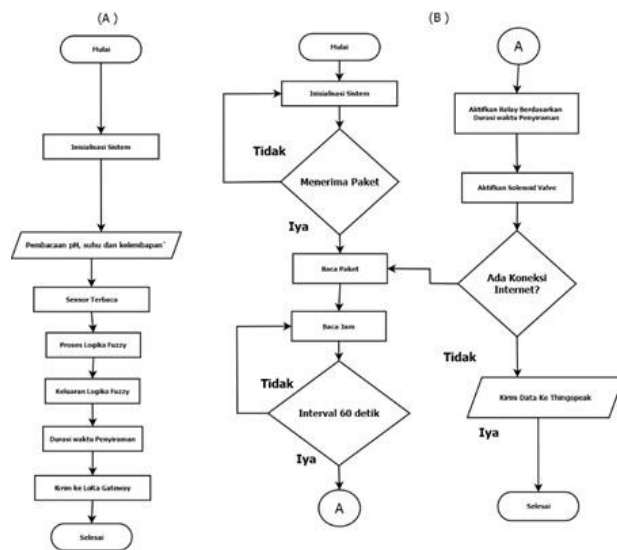 (A)
Mulai
Inisialisasi Sistem
Pembacaan pH, suhu dan kelembapan`
Sensor Terbaca
Proses Logika Fuzzy
Keluaran Logika Fuzzy
Durasi waktu Penyiraman
Kirim ke LoRa Gateway
Selesai
(B)
Mulai
Inisialisasi Sistem
Tidak
Menerima Paket
Iya
Baca Paket
Baca Jam
Tidak
Interval 60 detik
Iya
A
A
Aktifkan Relay Berdasarkan
Durasi waktu Penyiraman
Aktifkan Solenoid Valve
Ada Koneksi
Internet?
Tidak
Kirim Data Ke Thingspeak
Iya
Selesai